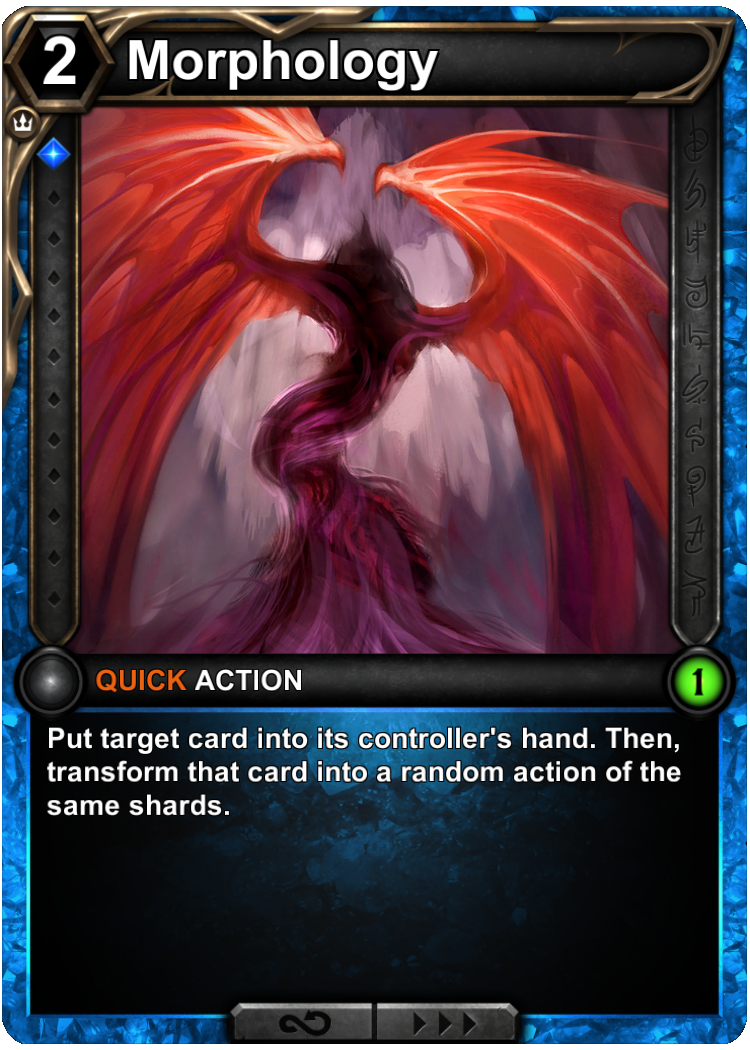 2 Morphology
QUICK ACTION
1
Put target card into its controller's hand. Then,
transform that card into a random action of the
same shards.